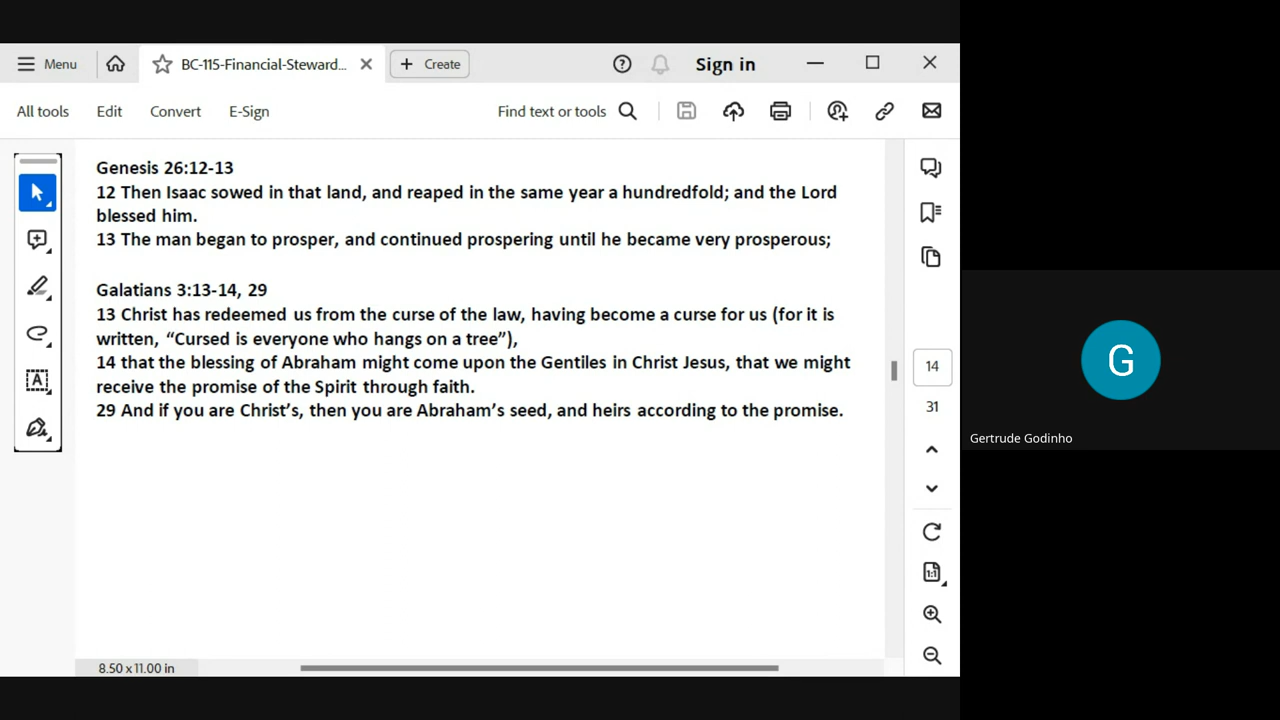 Menu
BC-115-Financial-Steward...
Create
Sign in
All tools
Edit
Convert
E-Sign
Find text or tools
Genesis 26:12-13
12 Then Isaac sowed in that land, and reaped in the same year a hundredfold; and the Lord
blessed him.
13 The man began to prosper, and continued prospering until he became very prosperous;
Galatians 3:13-14, 29
13 Christ has redeemed us from the curse of the law, having become a curse for us (for it is
written, “Cursed is everyone who hangs on a tree”),
14 that the blessing of Abraham might come upon the Gentiles in Christ Jesus, that we might
receive the promise of the Spirit through faith.
29 And if you are Christ’s, then you are Abraham’s seed, and heirs according to the promise.
14
31
1:1
8.50 x 11.00 in
G
Gertrude Godinho